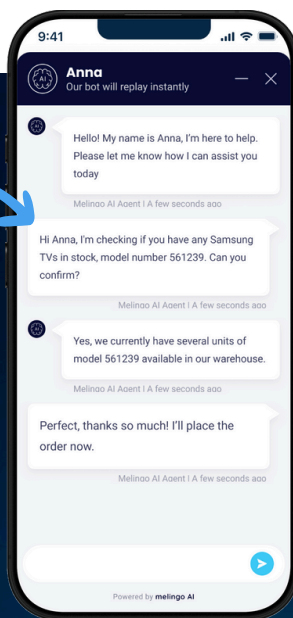 9:41
AI
Anna
Our bot will replay instantly
Hello! My name is Anna, I'm here to help.
Please let me know how I can assist you
today
Melingo AI Agent | A few seconds ago
Hi Anna, I'm checking if you have any Samsung
TVs in stock, model number 561239. Can you
confirm?
Melingo AI Agent | A few seconds ago
Yes, we currently have several units of
model 561239 available in our warehouse.
Melingo AI Agent | A few seconds ago
Perfect, thanks so much! I'll place the
order now.
Melingo AI Agent | A few seconds ago
Powered by melingo AI